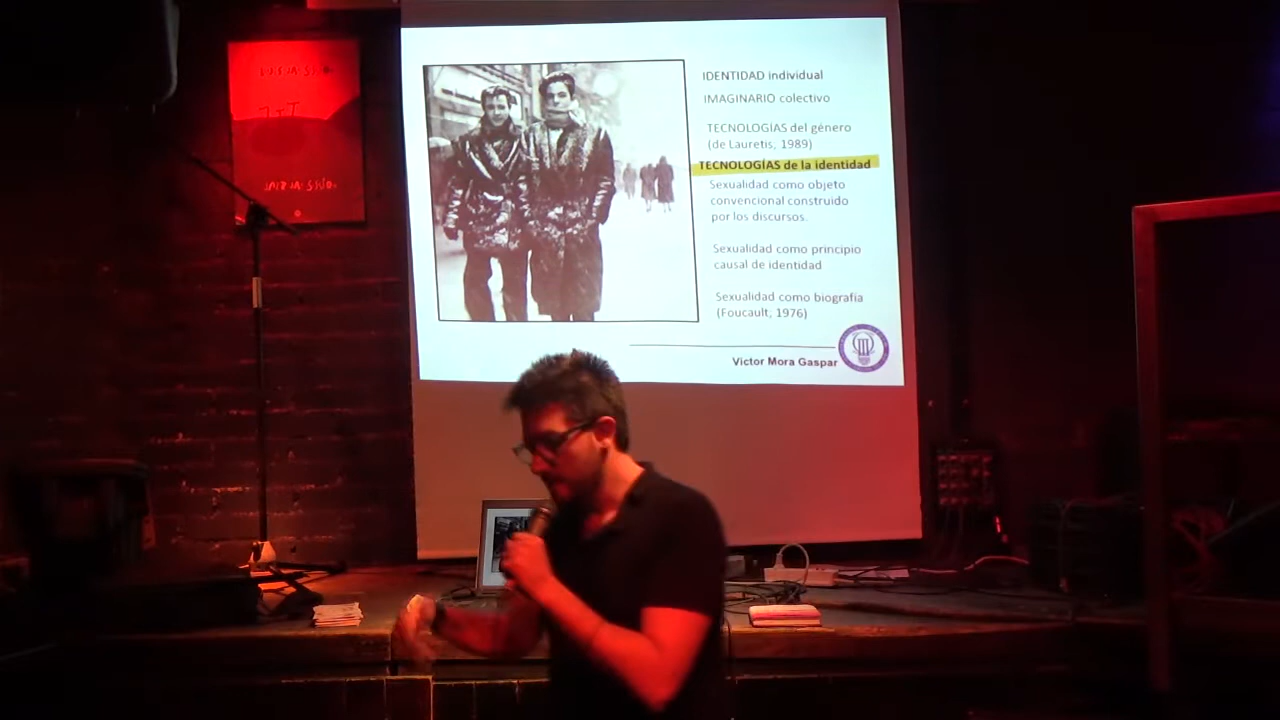 IDENTIDAD individual
IMAGINARIO colectivo
TECNOLOGÍAS del género
(de Lauretis, 1989)
TECNOLOGÍAS de la identidad
Sexualidad como objeto
convencional construido
por los discursos.
Sexualidad como principio
causal de identidad
Sexualidad como biografía
(Foucault, 1976)
Victor Mora Gaspar